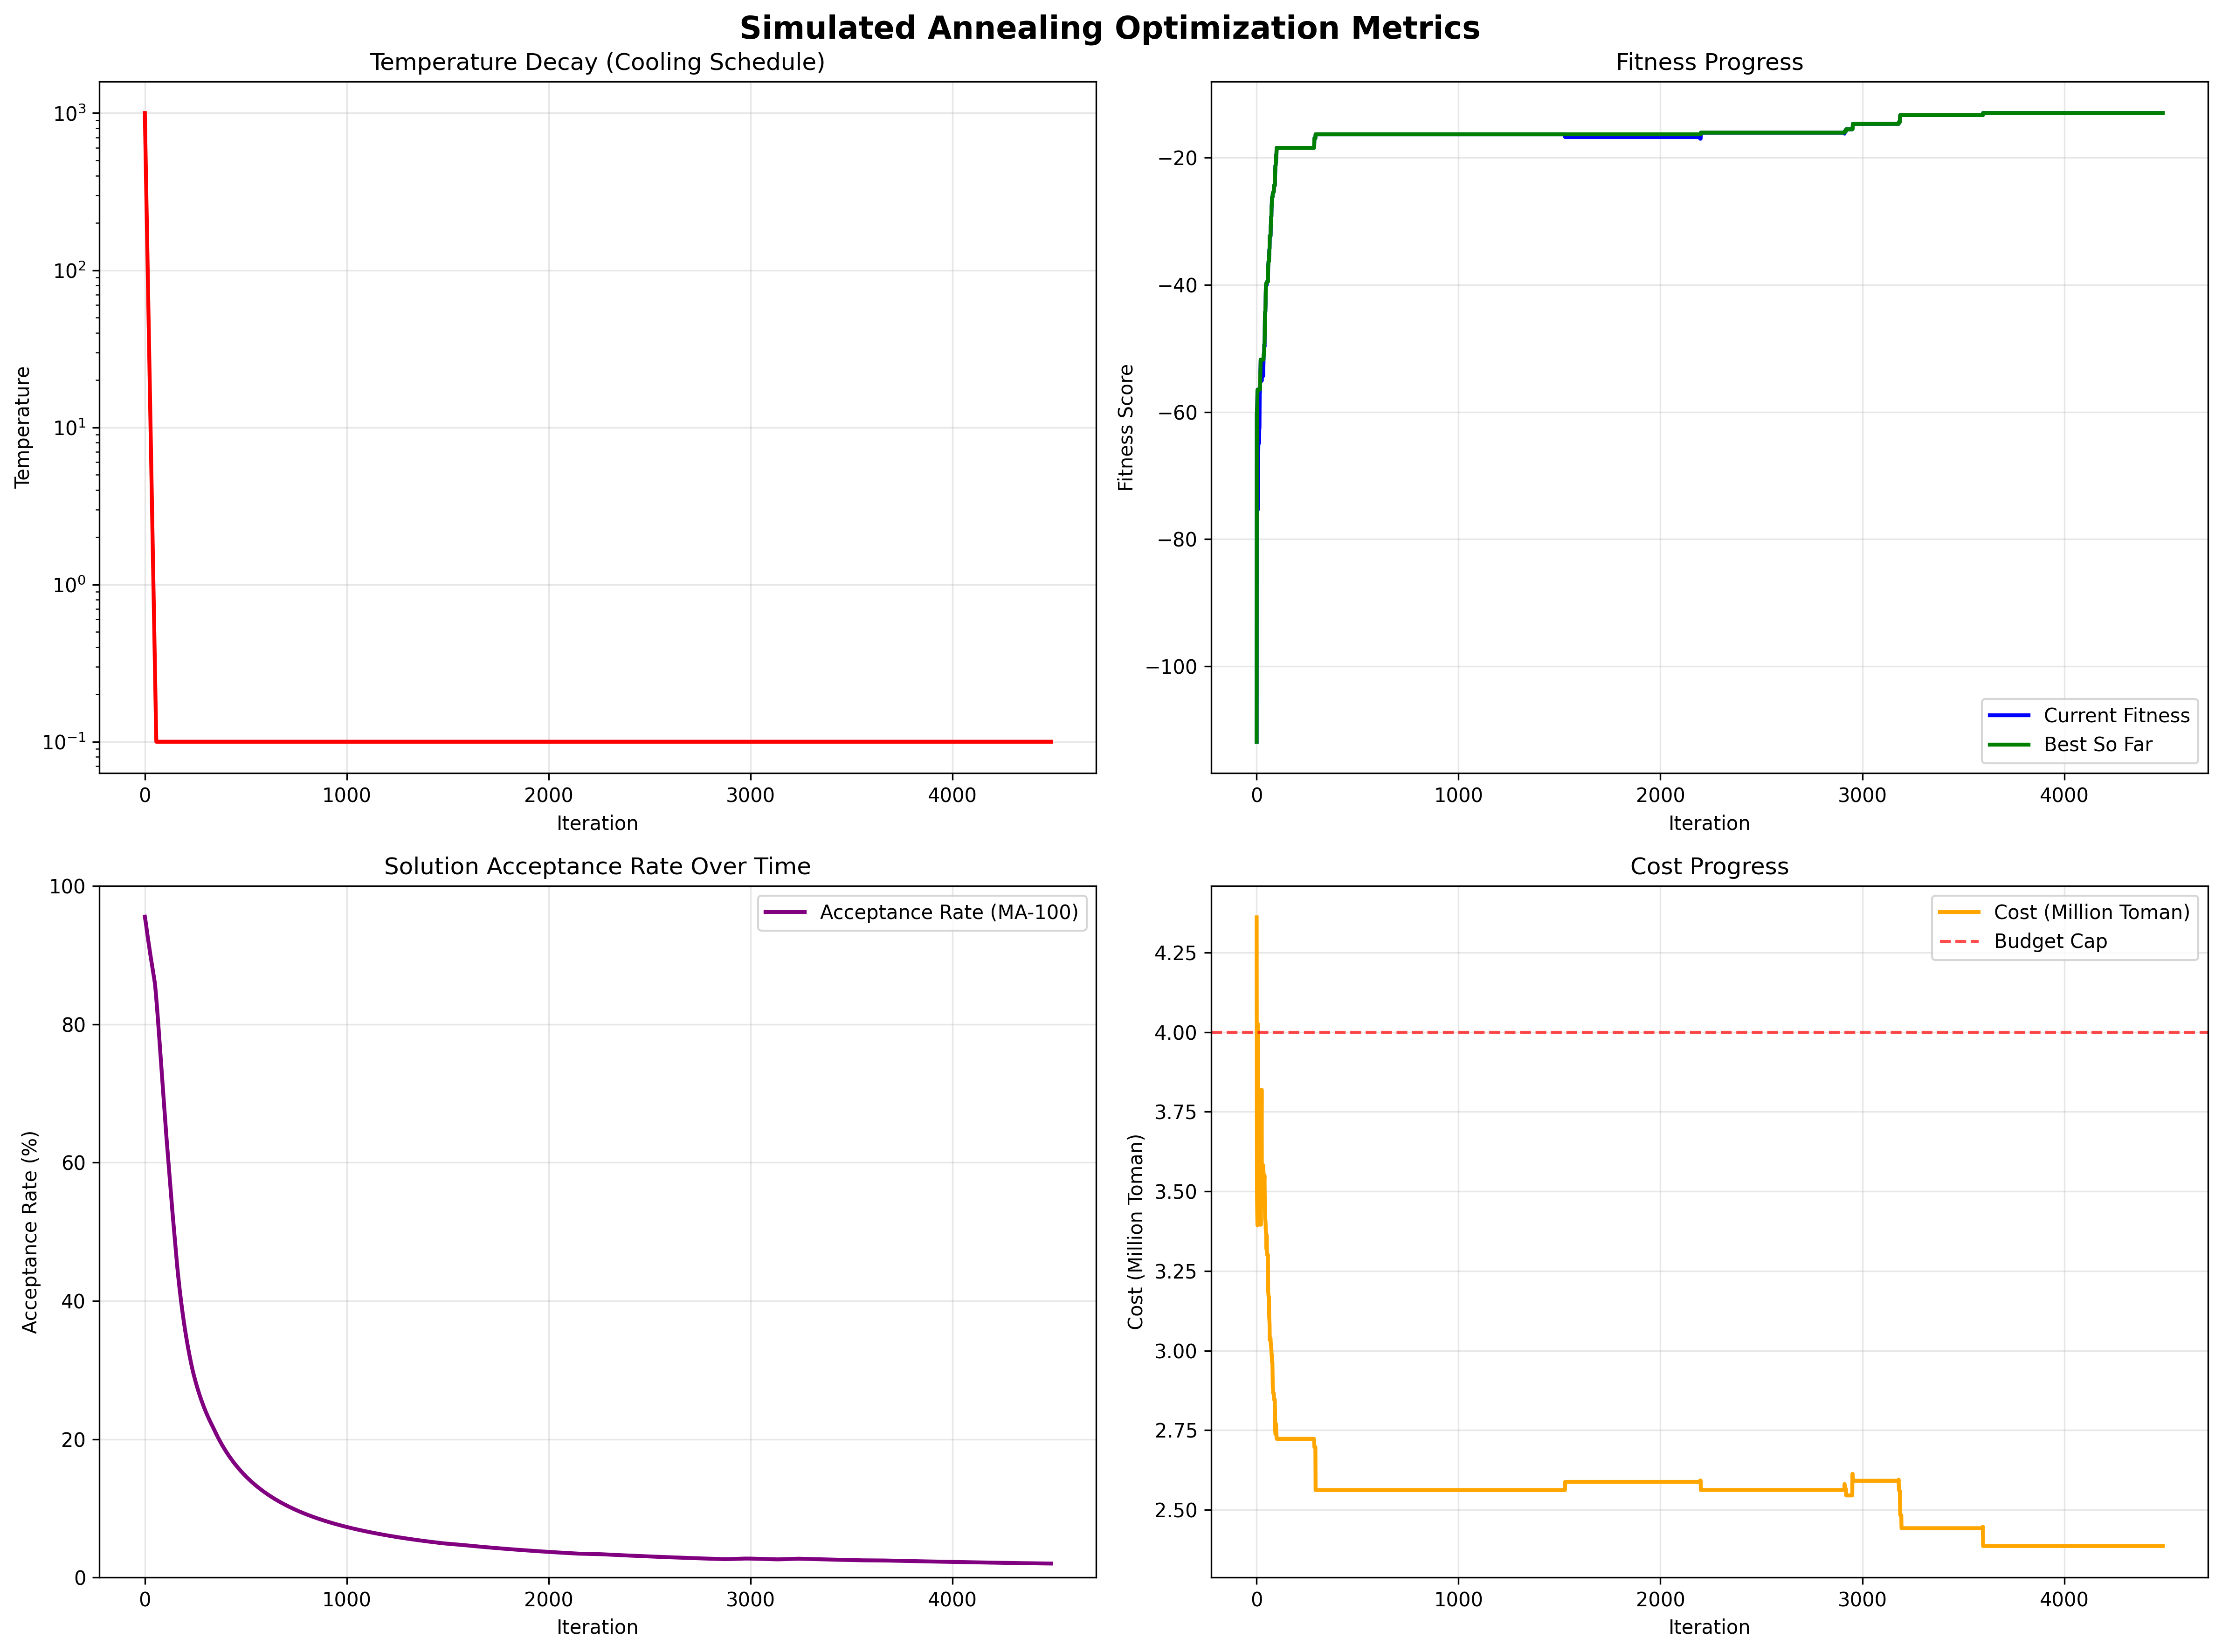 Simulated Annealing Optimization Metrics
Temperature Decay (Cooling Schedule)
10³
10²
10¹
10⁰
10⁻¹
Temperature
0 1000 2000 3000 4000
Iteration
Fitness Progress
−20
−40
−60
−80
−100
Fitness Score
Current Fitness
Best So Far
0 1000 2000 3000 4000
Iteration
Solution Acceptance Rate Over Time
100
80
60
40
20
0
Acceptance Rate (%)
Acceptance Rate (MA-100)
0 1000 2000 3000 4000
Iteration
Cost Progress
4.25
4.00
3.75
3.50
3.25
3.00
2.75
2.50
Cost (Million Toman)
Cost (Million Toman)
Budget Cap
0 1000 2000 3000 4000
Iteration